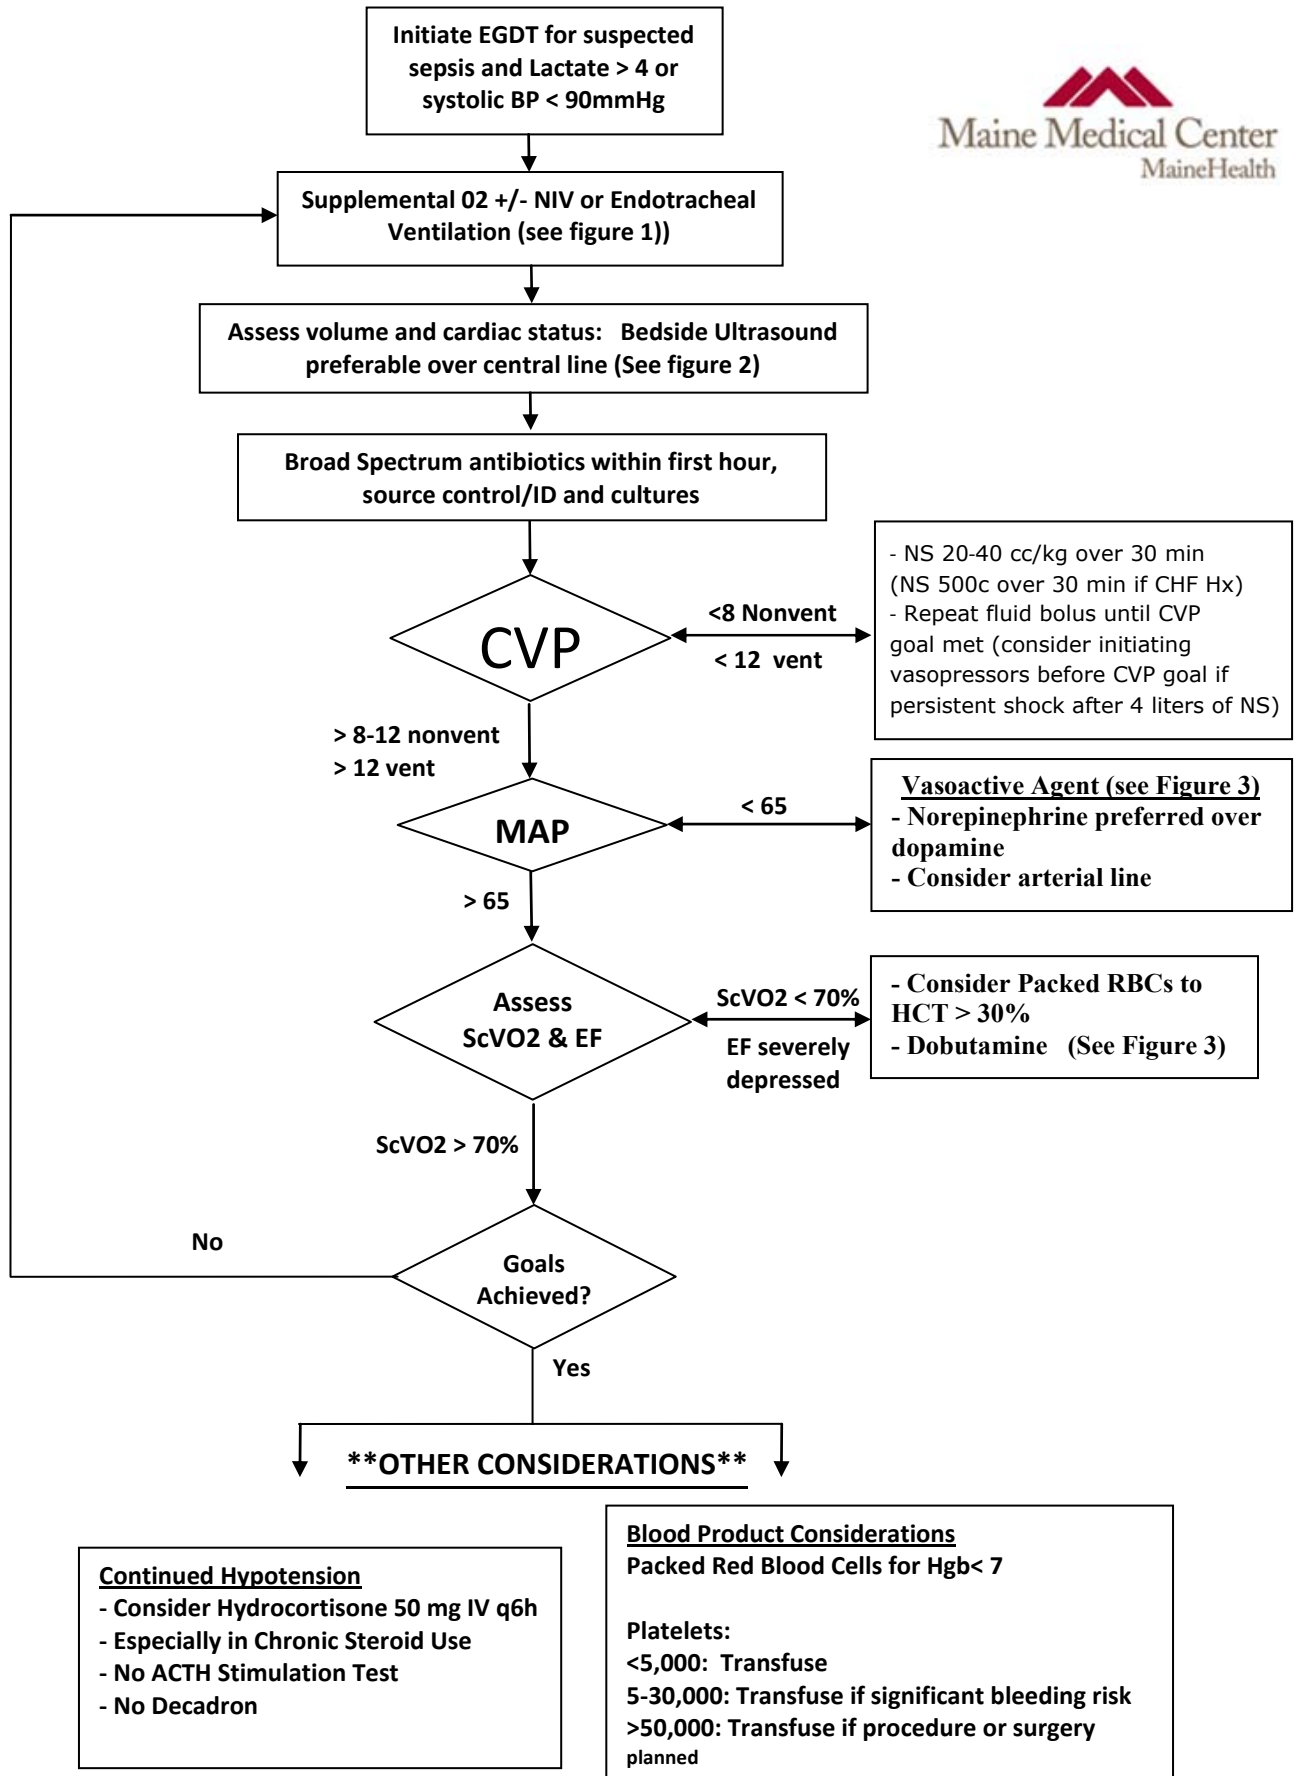 Initiate EGDT for suspected
sepsis and Lactate > 4 or
systolic BP < 90mmHg
Maine Medical Center
MaineHealth
Supplemental 02 +/- NIV or Endotracheal
Ventilation (see figure 1))
Assess volume and cardiac status:   Bedside Ultrasound
preferable over central line (See figure 2)
Broad Spectrum antibiotics within first hour,
source control/ID and cultures
CVP
<8 Nonvent
< 12  vent
- NS 20-40 cc/kg over 30 min
(NS 500c over 30 min if CHF Hx)
- Repeat fluid bolus until CVP
goal met (consider initiating
vasopressors before CVP goal if
persistent shock after 4 liters of NS)
> 8-12 nonvent
> 12 vent
MAP
< 65
Vasoactive Agent (see Figure 3)
- Norepinephrine preferred over
dopamine
- Consider arterial line
> 65
Assess
ScVO2 & EF
ScVO2 < 70%
EF severely
depressed
- Consider Packed RBCs to
HCT > 30%
- Dobutamine   (See Figure 3)
ScVO2 > 70%
Goals
Achieved?
No
Yes
**OTHER CONSIDERATIONS**
Continued Hypotension
- Consider Hydrocortisone 50 mg IV q6h
- Especially in Chronic Steroid Use
- No ACTH Stimulation Test
- No Decadron
Blood Product Considerations
Packed Red Blood Cells for Hgb< 7
Platelets:
<5,000:  Transfuse
5-30,000: Transfuse if significant bleeding risk
>50,000: Transfuse if procedure or surgery
planned